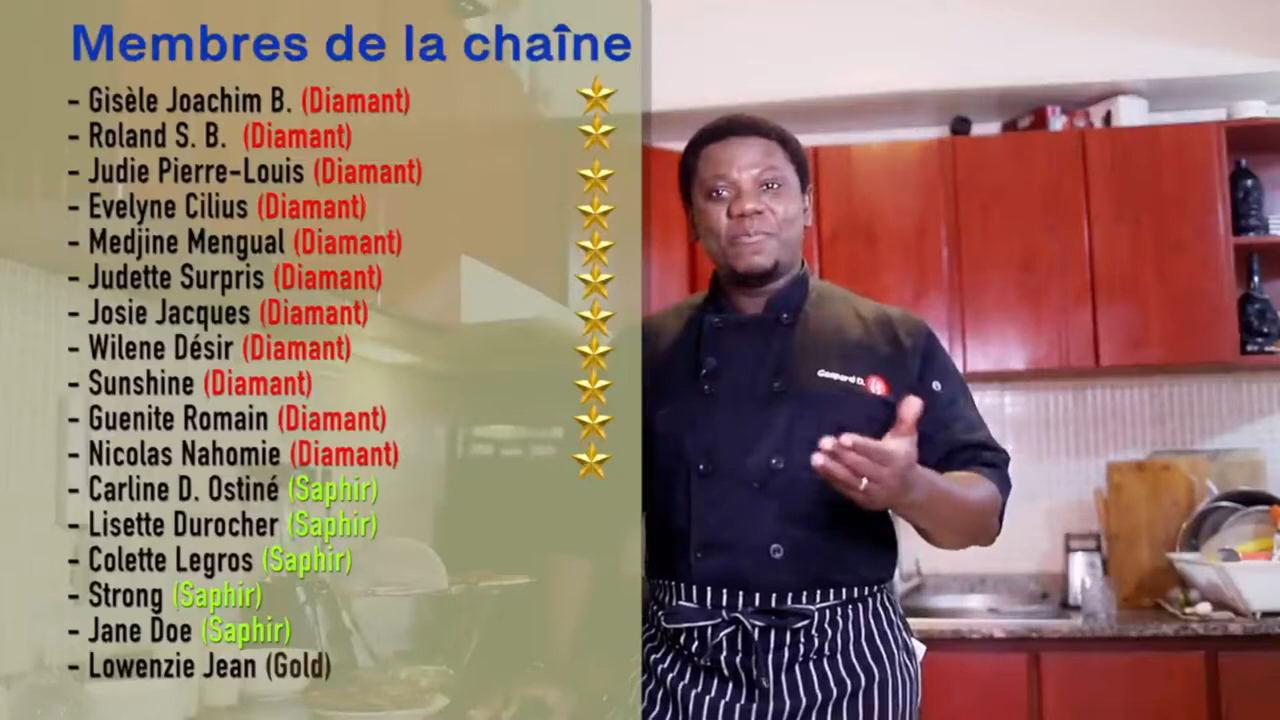 Membres de la chaîne
- Gisèle Joachim B. (Diamant)
- Roland S. B. (Diamant)
- Judie Pierre-Louis (Diamant)
- Evelyne Cilius (Diamant)
- Medjine Mengual (Diamant)
- Judette Surpris (Diamant)
- Josie Jacques (Diamant)
- Wilene Désir (Diamant)
- Sunshine (Diamant)
- Guenite Romain (Diamant)
- Nicolas Nahomie (Diamant)
- Carline D. Ostiné (Saphir)
- Lisette Durocher (Saphir)
- Colette Legros (Saphir)
- Strong (Saphir)
- Jane Doe (Saphir)
- Lowenzie Jean (Gold)
Gaspard D.